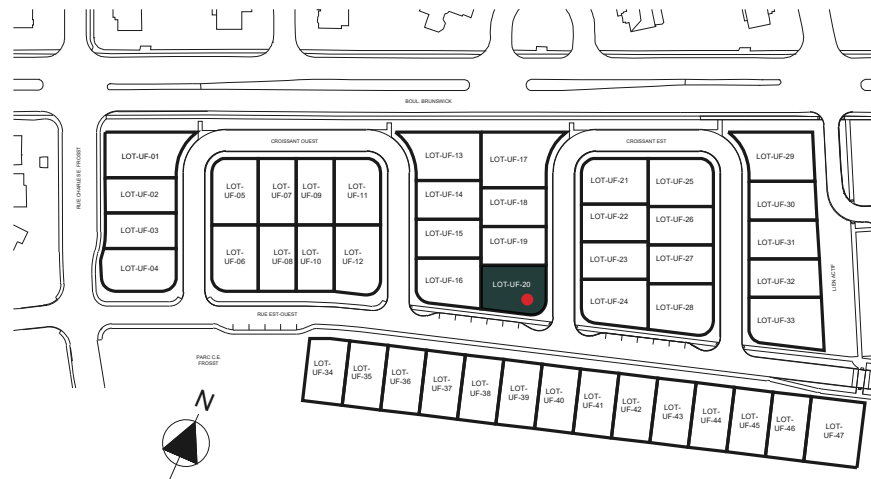 BOUL. BRUNSWICK
RUE CHARLES E. FROSST
CROISSANT OUEST
CROISSANT EST
LOT-UF-01
LOT-UF-02
LOT-UF-03
LOT-UF-04
LOT-
UF-05
LOT-
UF-07
LOT-
UF-09
LOT-
UF-11
LOT-
UF-06
LOT-
UF-08
LOT-
UF-10
LOT-
UF-12
LOT-UF-13
LOT-UF-14
LOT-UF-15
LOT-UF-16
LOT-UF-17
LOT-UF-18
LOT-UF-19
LOT-UF-20
LOT-UF-21
LOT-UF-22
LOT-UF-23
LOT-UF-24
LOT-UF-25
LOT-UF-26
LOT-UF-27
LOT-UF-28
LOT-UF-29
LOT-UF-30
LOT-UF-31
LOT-UF-32
LOT-UF-33
LIEN ACTIF
RUE EST-OUEST
PARC C.E.
FROSST
LOT-
UF-34
LOT-
UF-35
LOT-
UF-36
LOT-
UF-37
LOT-
UF-38
LOT-
UF-39
LOT-
UF-40
LOT-
UF-41
LOT-
UF-42
LOT-
UF-43
LOT-
UF-44
LOT-
UF-45
LOT-
UF-46
LOT-
UF-47
N